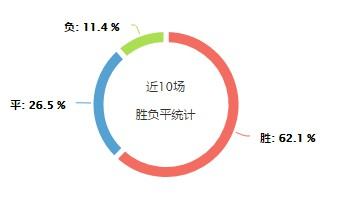 负: 11.4 %
近10场
平: 26.5 %
胜负平统计
胜: 62.1 %